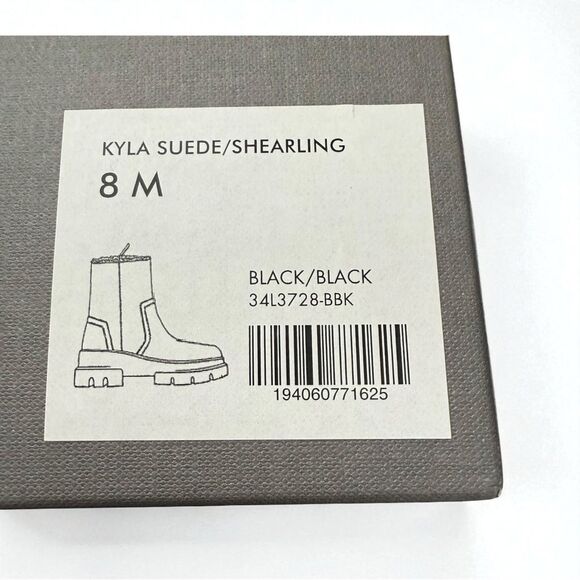 KYLA SUEDE/SHEARLING
8 M
BLACK/BLACK
34L3728-BBK
194060771625